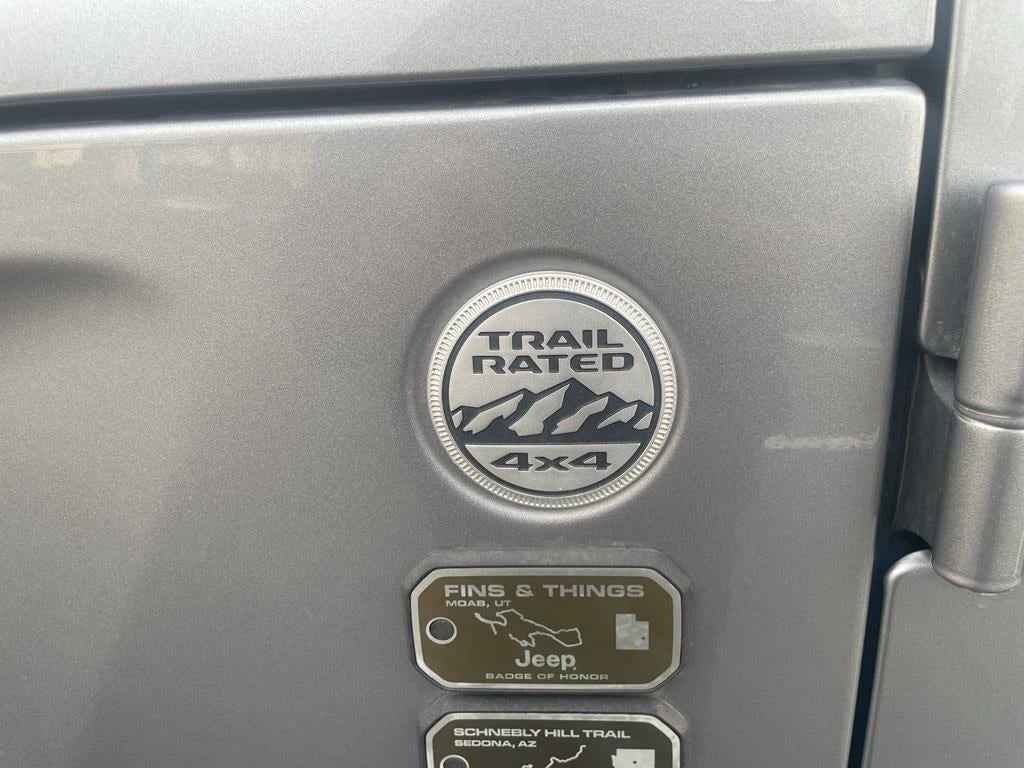 TRAIL
RATED
4x4
FINS & THINGS
MOAB, UT
Jeep
BADGE OF HONOR
SCHNEBLY HILL TRAIL
SEDONA, AZ